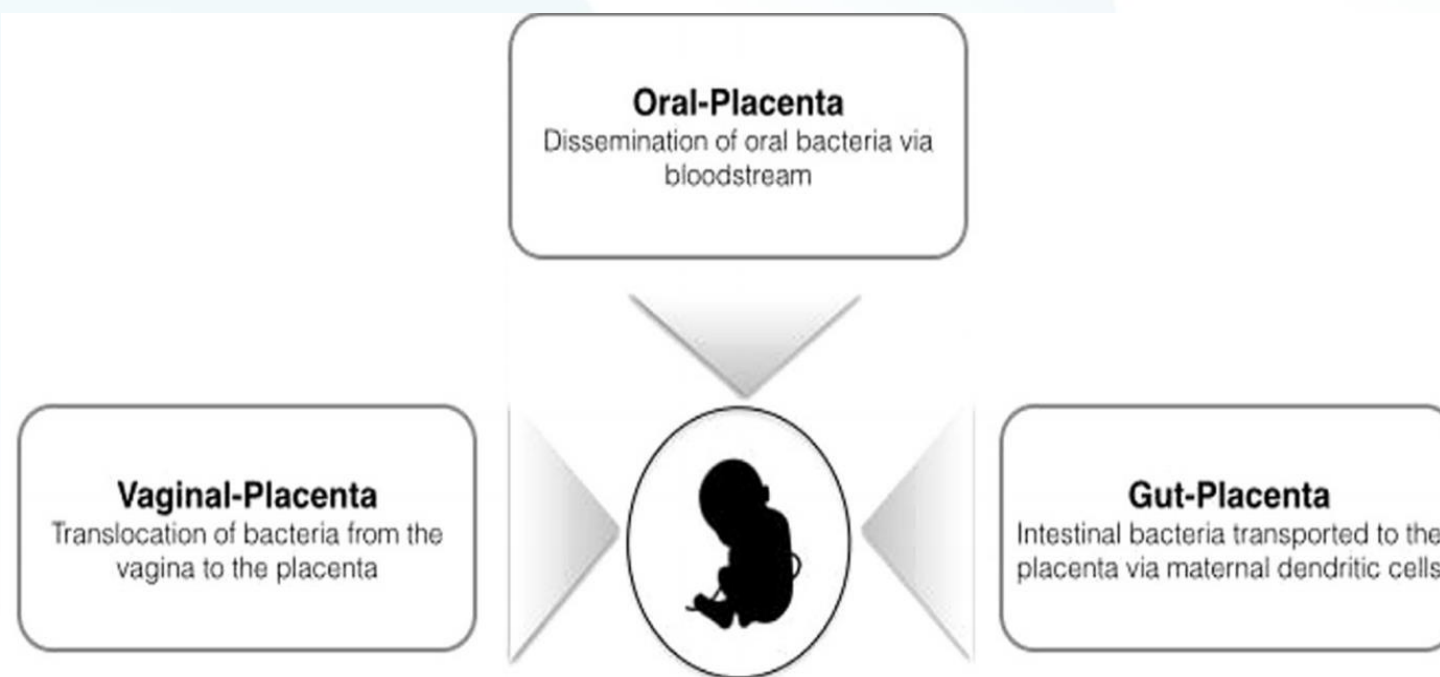 Oral-Placenta
Dissemination of oral bacteria via
bloodstream
Vaginal-Placenta
Translocation of bacteria from the
vagina to the placenta
Gut-Placenta
Intestinal bacteria transported to the
placenta via maternal dendritic cells